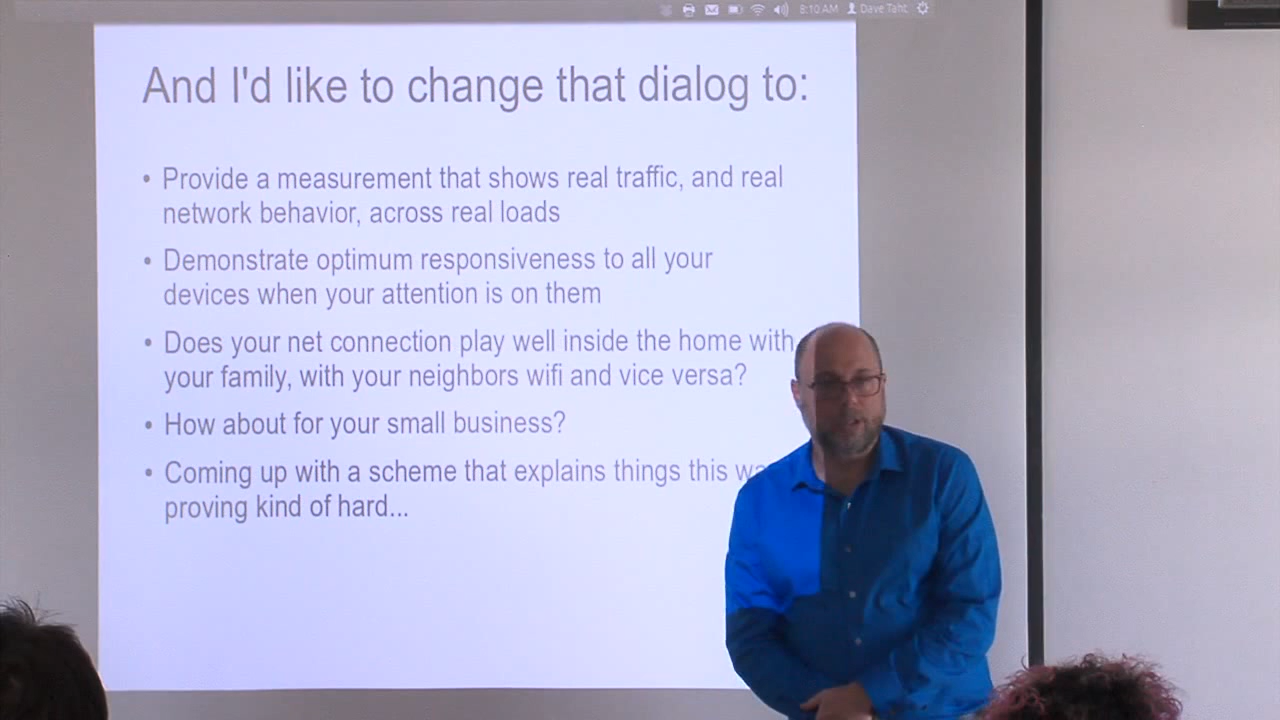 8:10 AM Dave Taht
And I'd like to change that dialog to:
• Provide a measurement that shows real traffic, and real
network behavior, across real loads
• Demonstrate optimum responsiveness to all your
devices when your attention is on them
• Does your net connection play well inside the home with
your family, with your neighbors wifi and vice versa?
• How about for your small business?
• Coming up with a scheme that explains things this
proving kind of hard...